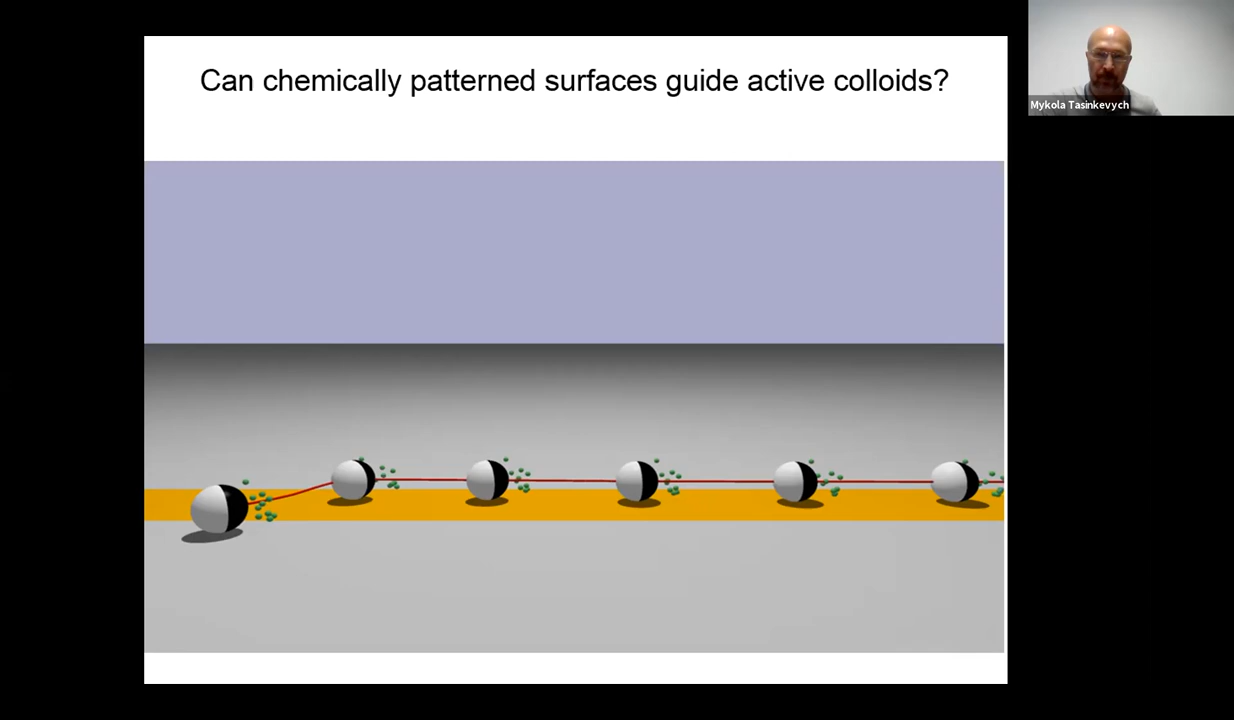 Can chemically patterned surfaces guide active colloids?
Mykola Tasinkevych